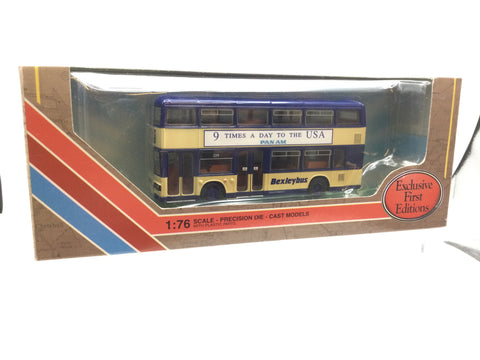 9 TIMES A DAY TO THE USA
PAN AM
Bexleybus
Exclusive
First
Editions
1:76 SCALE - PRECISION DIE - CAST MODELS
WITH PLASTIC PARTS